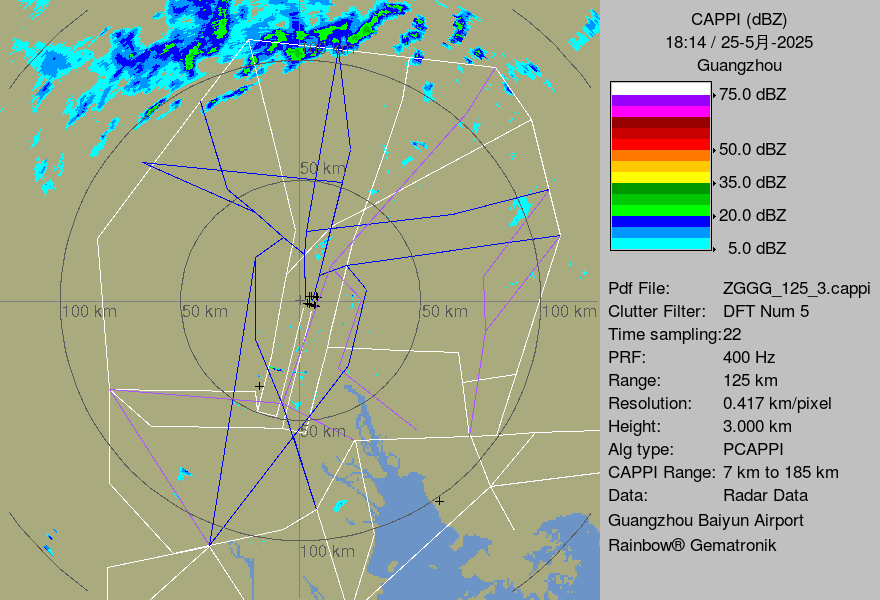 CAPPI (dBZ)
18:14 / 25-5月-2025
Guangzhou
75.0 dBZ
50.0 dBZ
35.0 dBZ
20.0 dBZ
5.0 dBZ
50 km
100 km
50 km
50 km
100 km
50 km
100 km
Pdf File: ZGGG_125_3.cappi
Clutter Filter: DFT Num 5
Time sampling: 22
PRF: 400 Hz
Range: 125 km
Resolution: 0.417 km/pixel
Height: 3.000 km
Alg type: PCAPPI
CAPPI Range: 7 km to 185 km
Data: Radar Data
Guangzhou Baiyun Airport
Rainbow® Gematronik